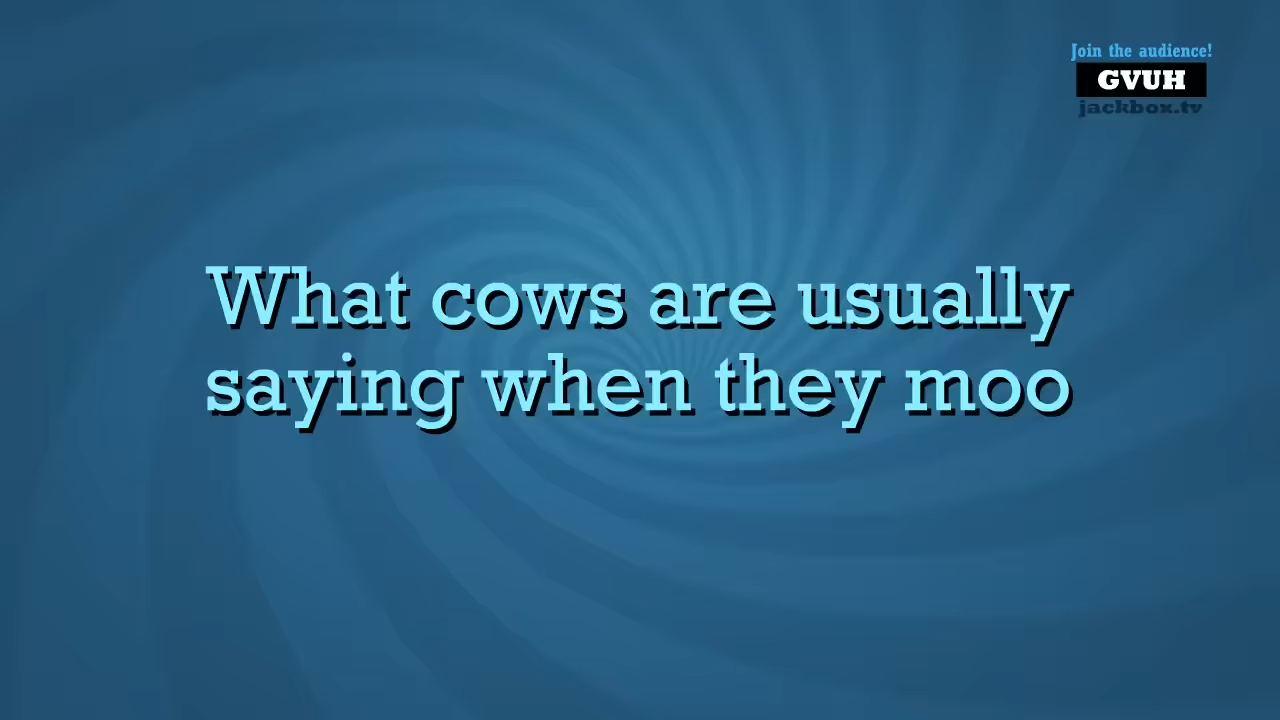 Join the audience!
GVUH
jackbox.tv
What cows are usually
saying when they moo